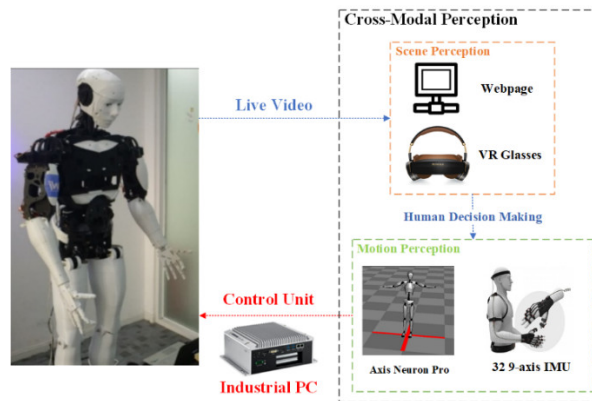 Cross-Modal Perception
Scene Perception
Webpage
VR Glasses
Live Video
Human Decision Making
Motion Perception
Control Unit
Industrial PC
Axis Neuron Pro
32 9-axis IMU